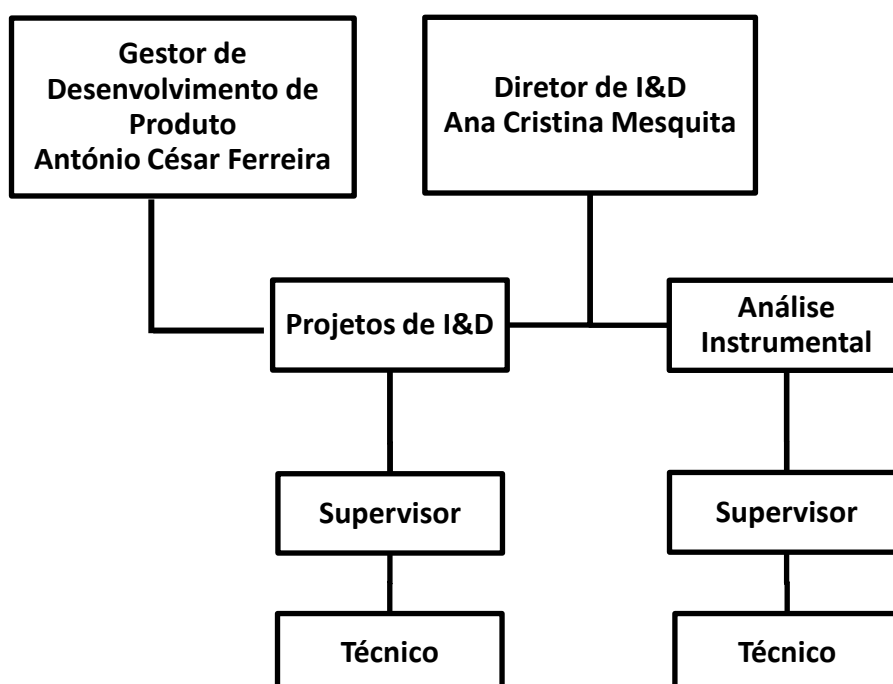 Gestor de
Desenvolvimento de
Produto
António César Ferreira
Diretor de I&D
Ana Cristina Mesquita
Projetos de I&D
Análise
Instrumental
Supervisor
Supervisor
Técnico
Técnico